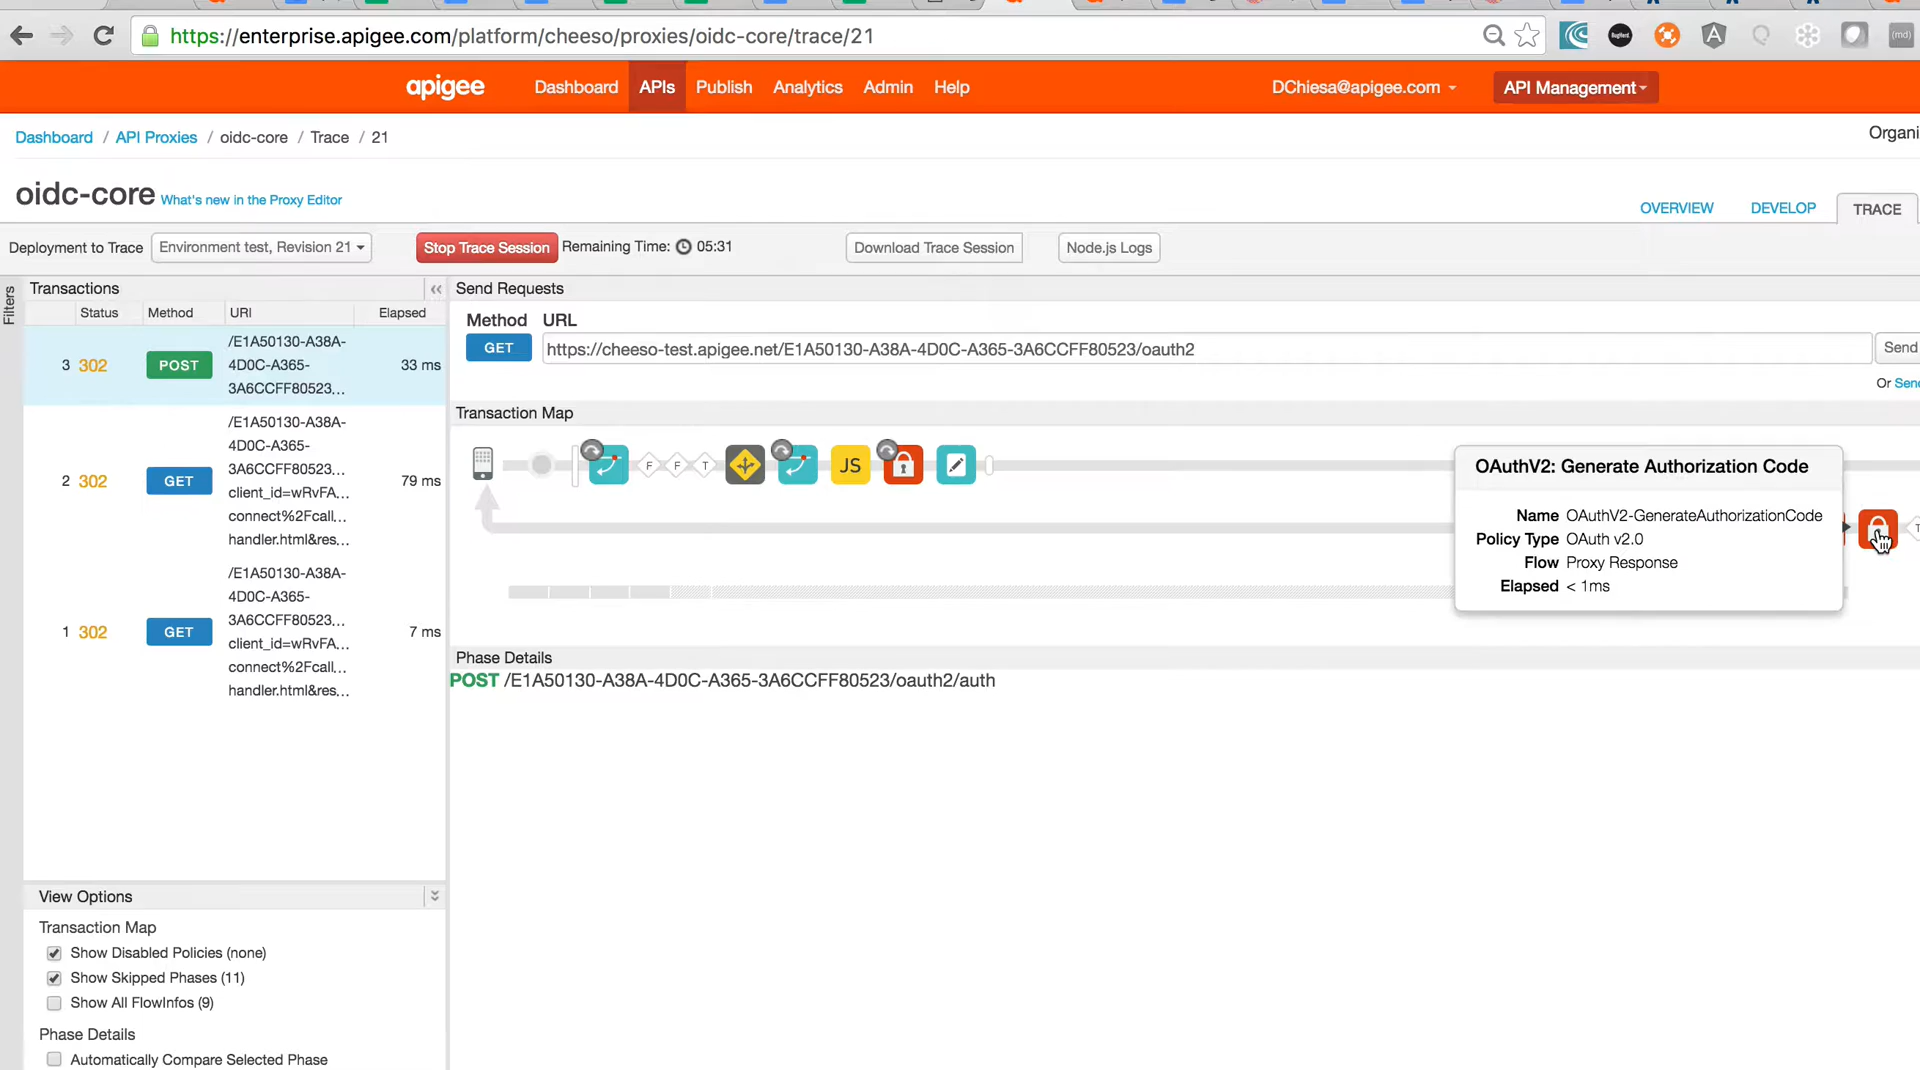 https://enterprise.apigee.com/platform/cheeso/proxies/oidc-core/trace/21
apigee Dashboard APIs Publish Analytics Admin Help DChiesa@apigee.com API Management
Dashboard / API Proxies / oidc-core / Trace / 21 Organi
oidc-core What's new in the Proxy Editor
OVERVIEW DEVELOP TRACE
Deployment to Trace Environment test, Revision 21 Stop Trace Session Remaining Time: 05:31 Download Trace Session Node.js Logs
Filters
Transactions
Status Method URI Elapsed
3 302 POST /E1A50130-A38A-
4D0C-A365-
3A6CCFF80523... 33 ms
2 302 GET /E1A50130-A38A-
4D0C-A365-
3A6CCFF80523...
client_id=wRvFA...
connect%2Fcall...
handler.html&res... 79 ms
1 302 GET /E1A50130-A38A-
4D0C-A365-
3A6CCFF80523...
client_id=wRvFA...
connect%2Fcall...
handler.html&res... 7 ms
Send Requests
Method URL
GET https://cheeso-test.apigee.net/E1A50130-A38A-4D0C-A365-3A6CCFF80523/oauth2 Send
Or Send
Transaction Map
F F T JS
OAuthV2: Generate Authorization Code
Name OAuthV2-GenerateAuthorizationCode
Policy Type OAuth v2.0
Flow Proxy Response
Elapsed < 1ms
T
Phase Details
POST /E1A50130-A38A-4D0C-A365-3A6CCFF80523/oauth2/auth
View Options
Transaction Map
Show Disabled Policies (none)
Show Skipped Phases (11)
Show All FlowInfos (9)
Phase Details
Automatically Compare Selected Phase